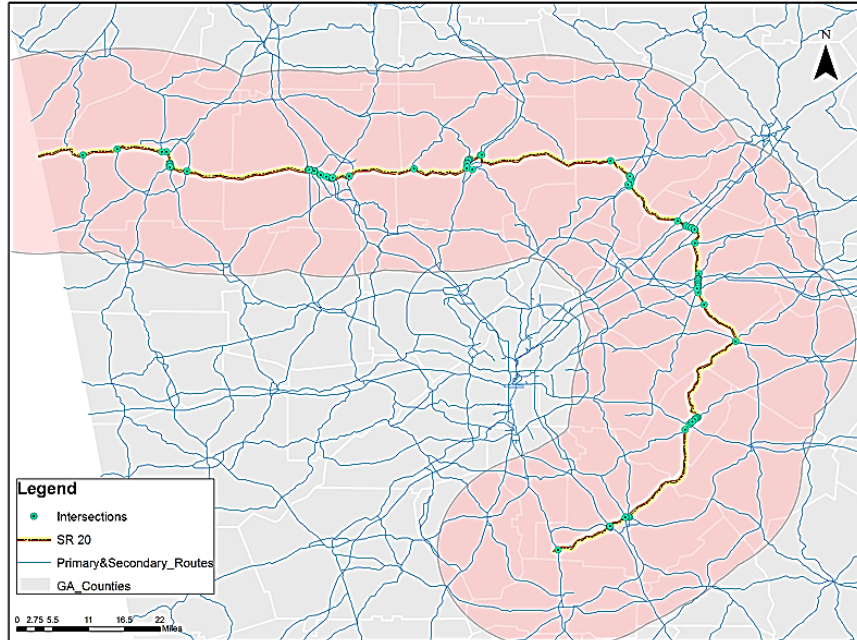 N
Legend
Intersections
SR 20
Primary&Secondary_Routes
GA_Counties
0 2.75 5.5 11 16.5 22
Miles